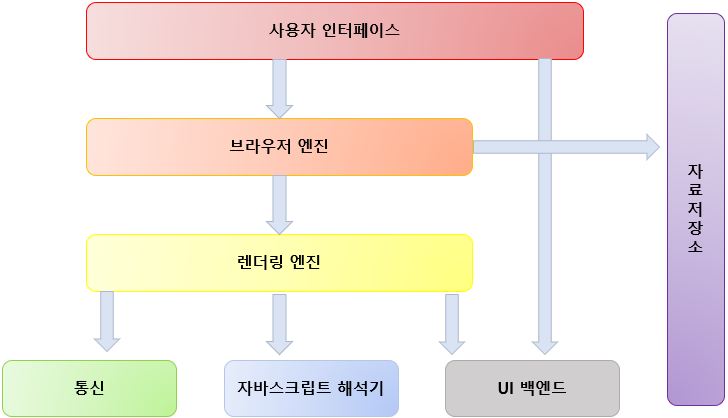 사용자 인터페이스
브라우저 엔진
자료저장소
렌더링 엔진
통신
자바스크립트 해석기
UI 백엔드